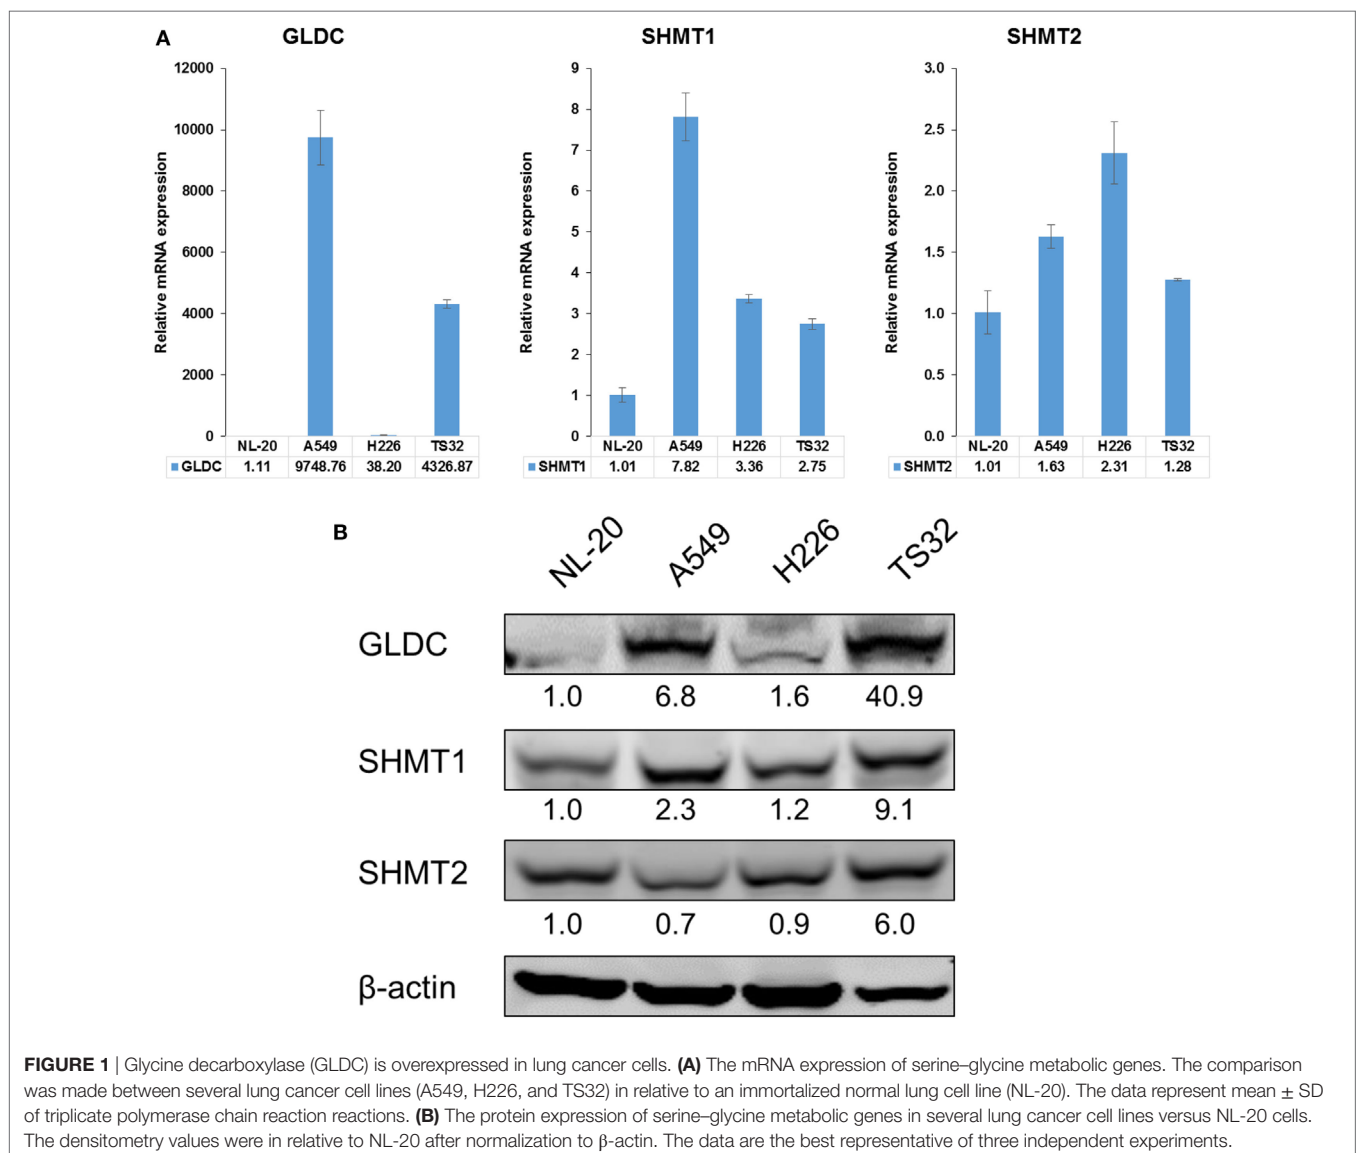 A
GLDC
Relative mRNA expression
12000
10000
8000
6000
4000
2000
0
NL-20 A549 H226 TS32
GLDC 1.11 9748.76 38.20 4326.87
SHMT1
Relative mRNA expression
9
8
7
6
5
4
3
2
1
0
NL-20 A549 H226 TS32
SHMT1 1.01 7.82 3.36 2.75
SHMT2
Relative mRNA expression
3.0
2.5
2.0
1.5
1.0
0.5
0.0
NL-20 A549 H226 TS32
SHMT2 1.01 1.63 2.31 1.28
B
NL-20 A549 H226 TS32
GLDC
1.0 6.8 1.6 40.9
SHMT1
1.0 2.3 1.2 9.1
SHMT2
1.0 0.7 0.9 6.0
β-actin
FIGURE 1 | Glycine decarboxylase (GLDC) is overexpressed in lung cancer cells. (A) The mRNA expression of serine–glycine metabolic genes. The comparison
was made between several lung cancer cell lines (A549, H226, and TS32) in relative to an immortalized normal lung cell line (NL-20). The data represent mean ± SD
of triplicate polymerase chain reaction reactions. (B) The protein expression of serine–glycine metabolic genes in several lung cancer cell lines versus NL-20 cells.
The densitometry values were in relative to NL-20 after normalization to β-actin. The data are the best representative of three independent experiments.